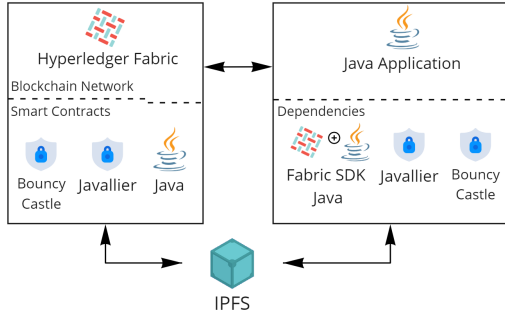 Hyperledger Fabric
Blockchain Network
Smart Contracts
Bouncy
Castle
Javallier
Java
Java Application
Dependencies
Fabric SDK
Java
Javallier
Bouncy
Castle
IPFS